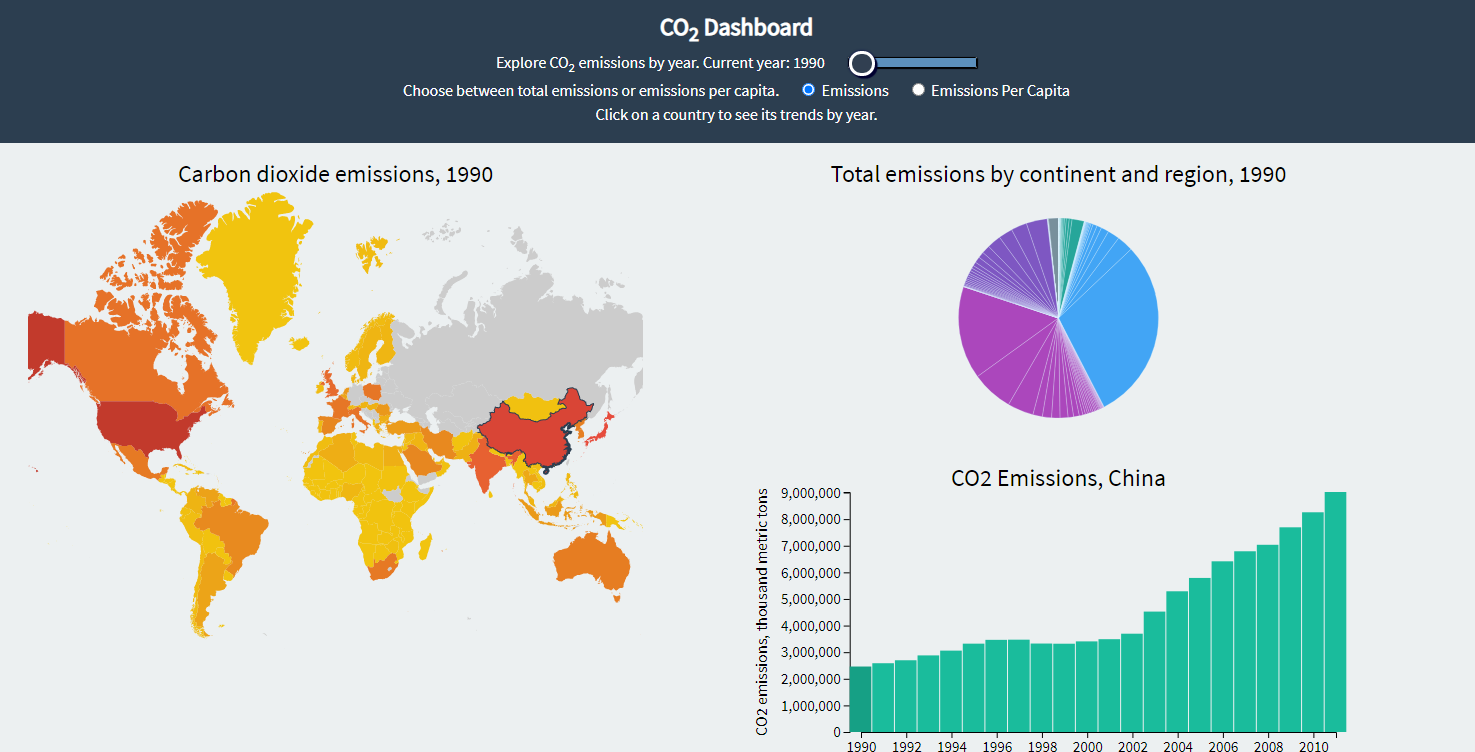 CO2 Dashboard
Explore CO2 emissions by year. Current year: 1990
Choose between total emissions or emissions per capita. Emissions Emissions Per Capita
Click on a country to see its trends by year.
Carbon dioxide emissions, 1990
Total emissions by continent and region, 1990
CO2 Emissions, China
CO2 emissions, thousand metric tons
9,000,000
8,000,000
7,000,000
6,000,000
5,000,000
4,000,000
3,000,000
2,000,000
1,000,000
0
1990 1992 1994 1996 1998 2000 2002 2004 2006 2008 2010